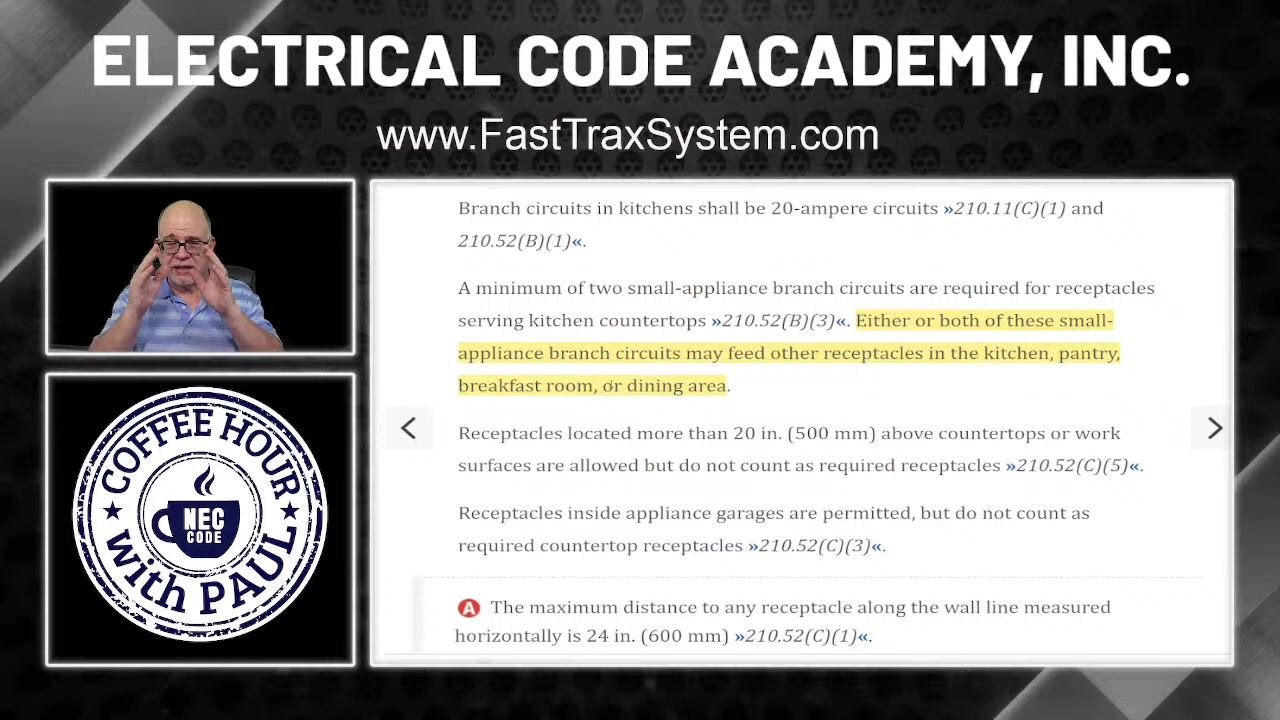 ELECTRICAL CODE ACADEMY, INC.
www.FastTraxSystem.com
Branch circuits in kitchens shall be 20-ampere circuits »210.11(C)(1) and
210.52(B)(1)«.
A minimum of two small-appliance branch circuits are required for receptacles
serving kitchen countertops »210.52(B)(3)«. Either or both of these small-
appliance branch circuits may feed other receptacles in the kitchen, pantry,
breakfast room, or dining area.
Receptacles located more than 20 in. (500 mm) above countertops or work
surfaces are allowed but do not count as required receptacles »210.52(C)(5)«.
Receptacles inside appliance garages are permitted, but do not count as
required countertop receptacles »210.52(C)(3)«.
A The maximum distance to any receptacle along the wall line measured
horizontally is 24 in. (600 mm) »210.52(C)(1)«.
COFFEE HOUR
NEC
CODE
with PAUL